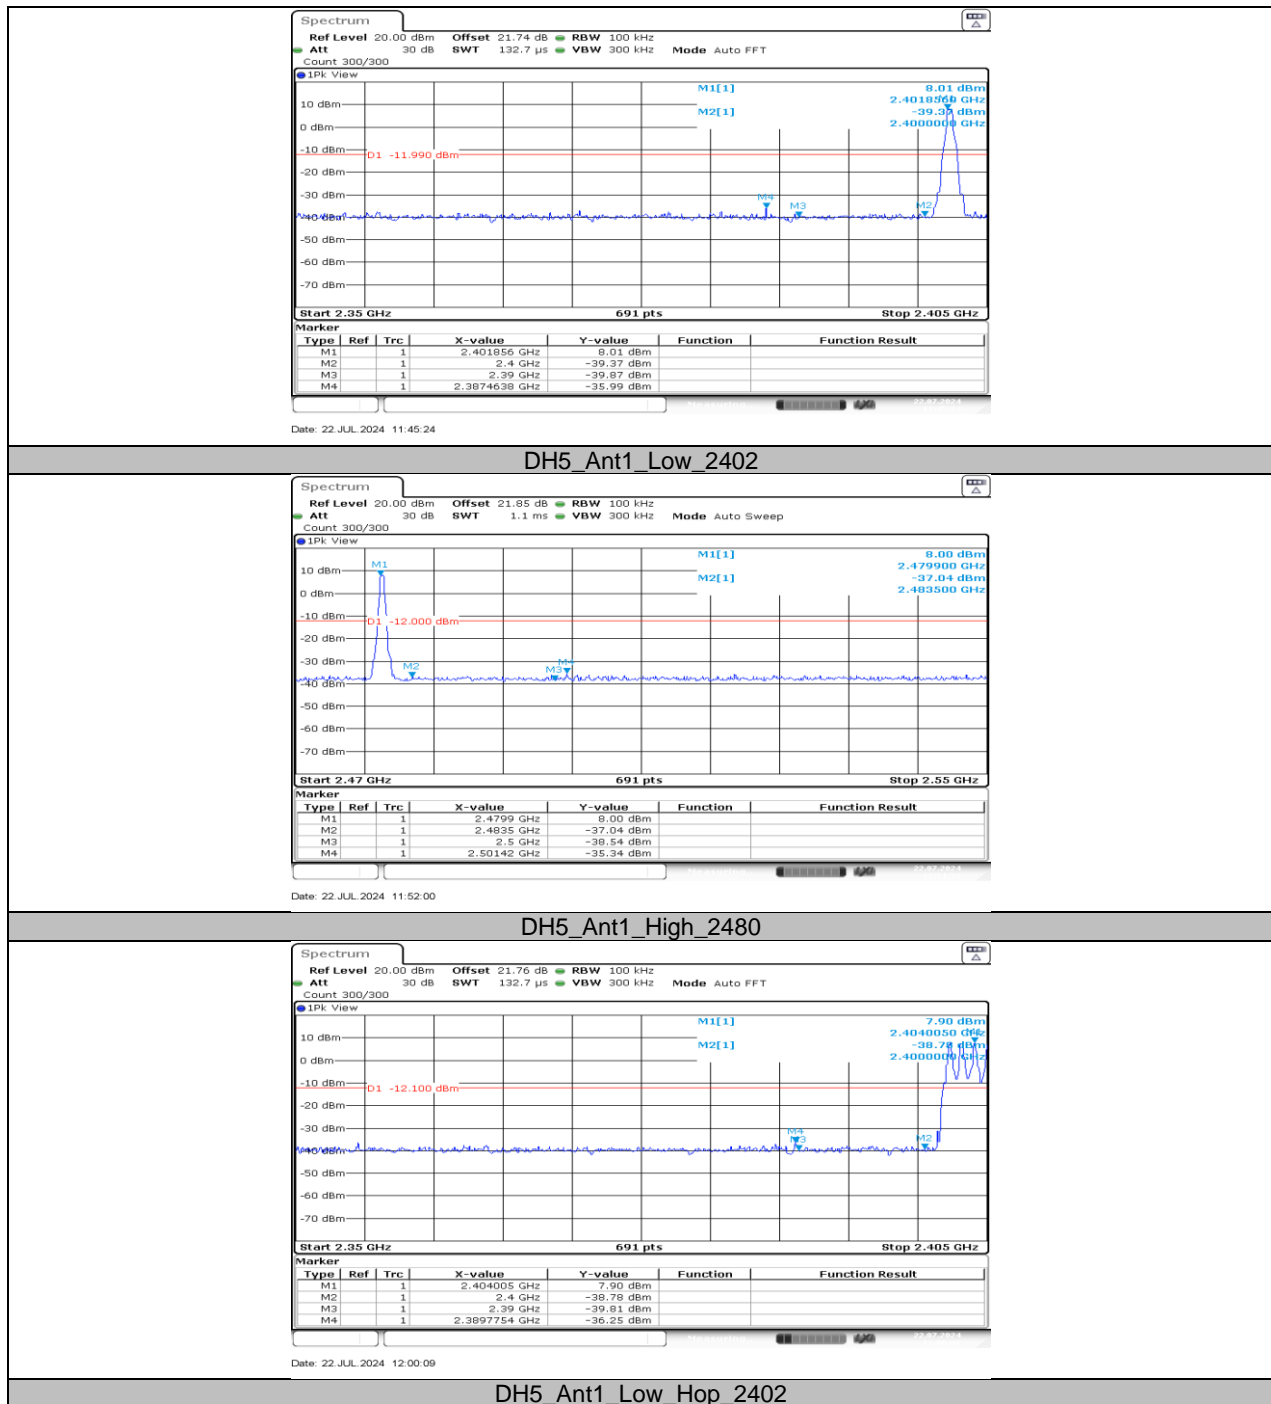 Spectrum
Ref Level 20.00 dBm Offset 21.74 dB RBW 100 kHz
Att 30 dB SWT 132.7 µs VBW 300 kHz Mode Auto FFT
Count 300/300
1Pk View
M1[1] 8.01 dBm
2.4018560 GHz
M2[1] -39.37 dBm
2.4000000 GHz
10 dBm
0 dBm
-10 dBm
D1 -11.990 dBm
-20 dBm
-30 dBm
M4 M3 M2
-40 dBm
-50 dBm
-60 dBm
-70 dBm
Start 2.35 GHz 691 pts Stop 2.405 GHz
Marker
Type Ref Trc X-value Y-value Function Function Result
M1 1 2.401856 GHz 8.01 dBm
M2 1 2.4 GHz -39.37 dBm
M3 1 2.39 GHz -39.87 dBm
M4 1 2.3874638 GHz -35.99 dBm
Date: 22.JUL.2024 11:45:24
DH5_Ant1_Low_2402
Spectrum
Ref Level 20.00 dBm Offset 21.85 dB RBW 100 kHz
Att 30 dB SWT 1.1 ms VBW 300 kHz Mode Auto Sweep
Count 300/300
1Pk View
M1[1] 8.00 dBm
2.479900 GHz
M2[1] -37.04 dBm
2.483500 GHz
M1
10 dBm
0 dBm
-10 dBm
D1 -12.000 dBm
-20 dBm
-30 dBm
M2 M3 M4
-40 dBm
-50 dBm
-60 dBm
-70 dBm
Start 2.47 GHz 691 pts Stop 2.55 GHz
Marker
Type Ref Trc X-value Y-value Function Function Result
M1 1 2.4799 GHz 8.00 dBm
M2 1 2.4835 GHz -37.04 dBm
M3 1 2.5 GHz -38.54 dBm
M4 1 2.50142 GHz -35.34 dBm
Date: 22.JUL.2024 11:52:00
DH5_Ant1_High_2480
Spectrum
Ref Level 20.00 dBm Offset 21.76 dB RBW 100 kHz
Att 30 dB SWT 132.7 µs VBW 300 kHz Mode Auto FFT
Count 300/300
1Pk View
M1[1] 7.90 dBm
2.4040050 GHz
M2[1] -38.78 dBm
2.4000000 GHz
10 dBm
0 dBm
-10 dBm
D1 -12.100 dBm
-20 dBm
-30 dBm
M4 M3 M2
-40 dBm
-50 dBm
-60 dBm
-70 dBm
Start 2.35 GHz 691 pts Stop 2.405 GHz
Marker
Type Ref Trc X-value Y-value Function Function Result
M1 1 2.404005 GHz 7.90 dBm
M2 1 2.4 GHz -38.78 dBm
M3 1 2.39 GHz -39.81 dBm
M4 1 2.3897754 GHz -36.25 dBm
Date: 22.JUL.2024 12:00:09
DH5_Ant1_Low_Hop_2402